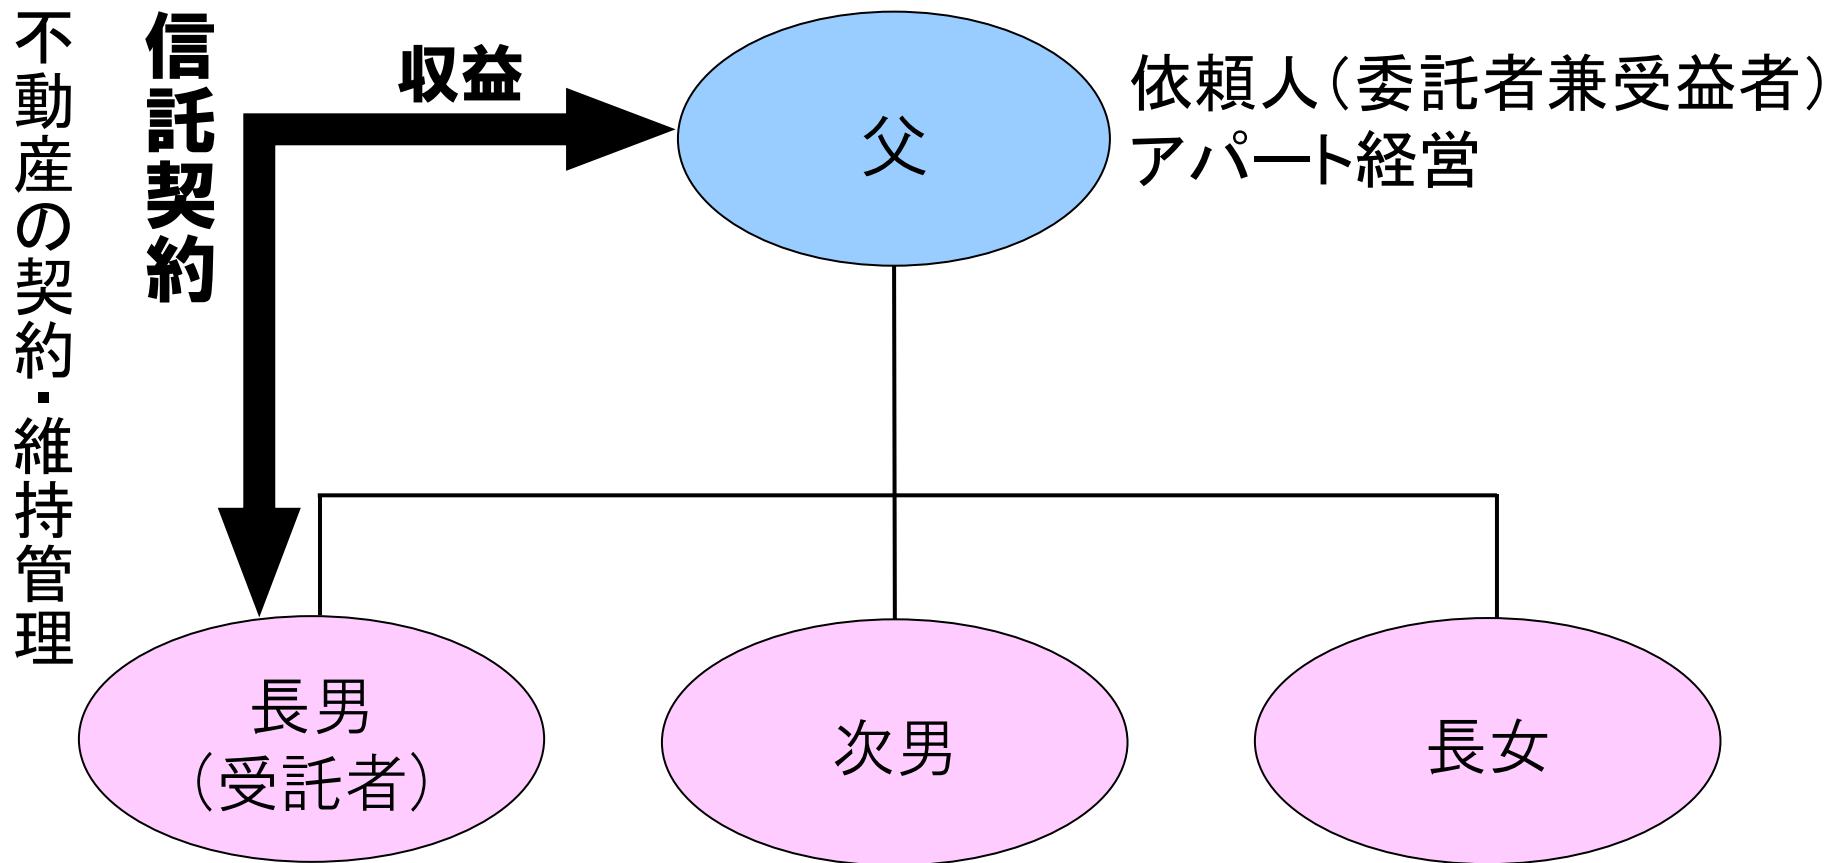 不動産の契約・維持管理
信託契約
収益
父
依頼人（委託者兼受益者）
アパート経営
長男
（受託者）
次男
長女